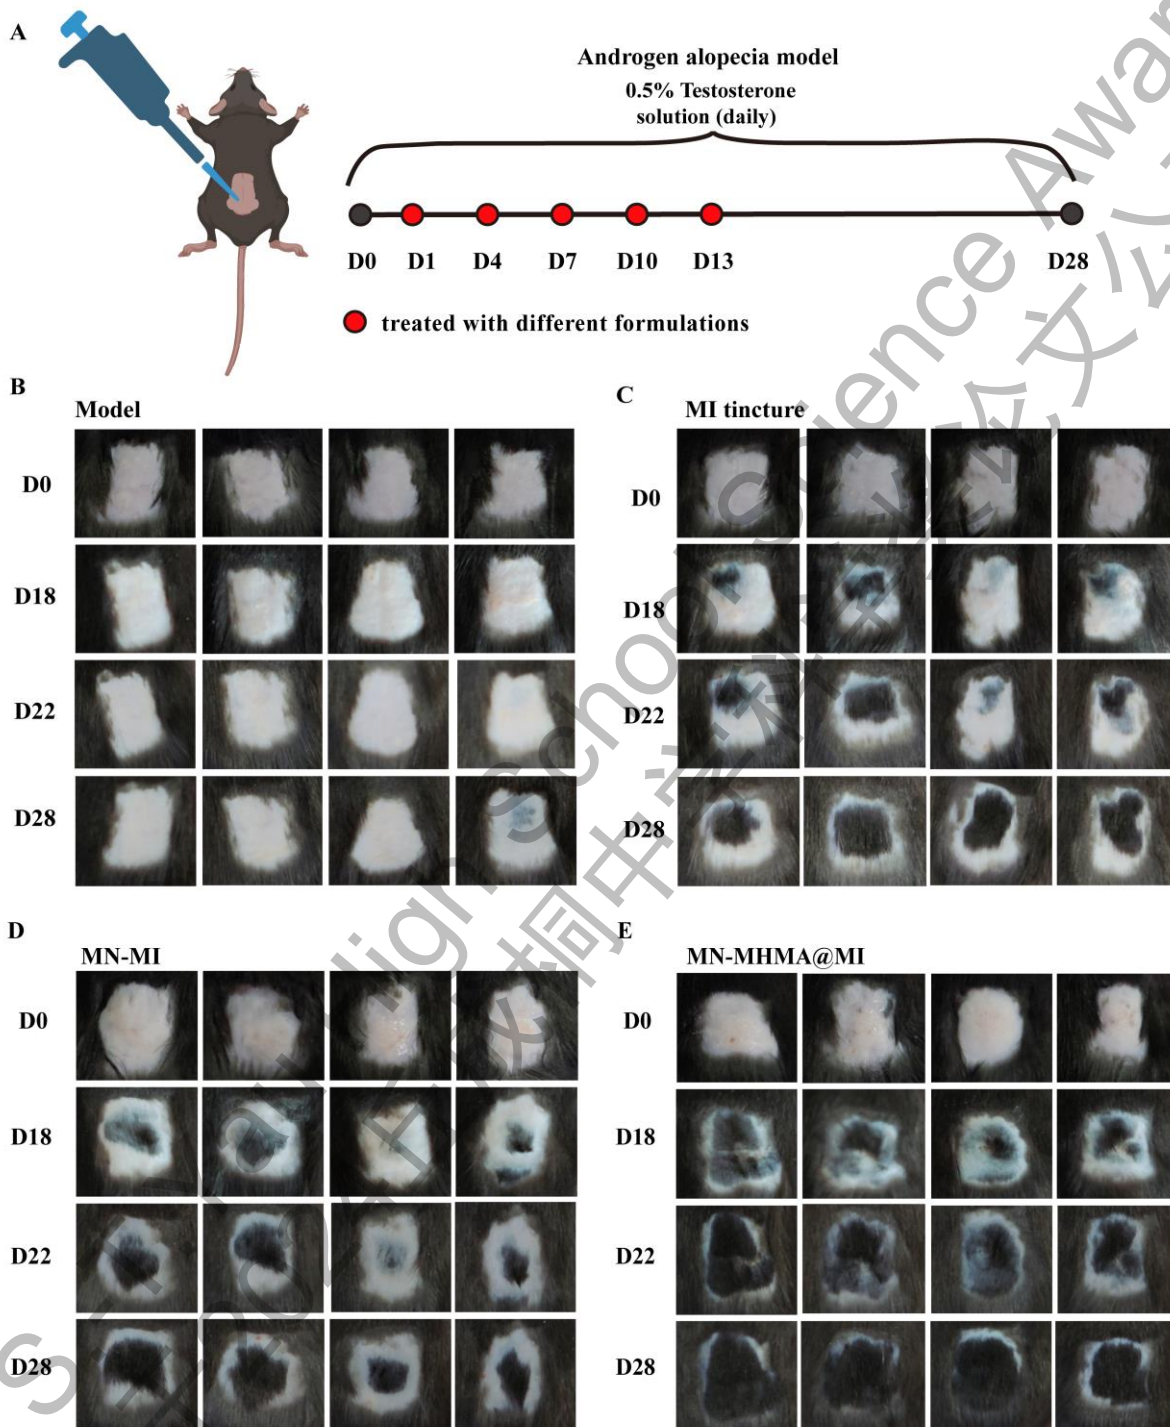 A
Androgen alopecia model
0.5% Testosterone
solution (daily)
D0 D1 D4 D7 D10 D13 D28
treated with different formulations
B
Model
D0
D18
D22
D28
C
MI tincture
D0
D18
D22
D28
D
MN-MI
D0
D18
D22
D28
E
MN-MHMA@MI
D0
D18
D22
D28